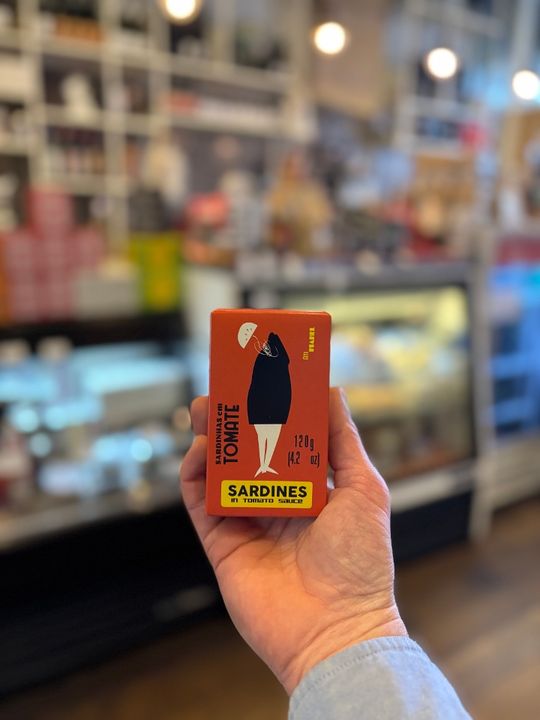 SARDINHAS em
TOMATE
120g
(4.2 oz)
SARDINES
in TOMATO SAUCE